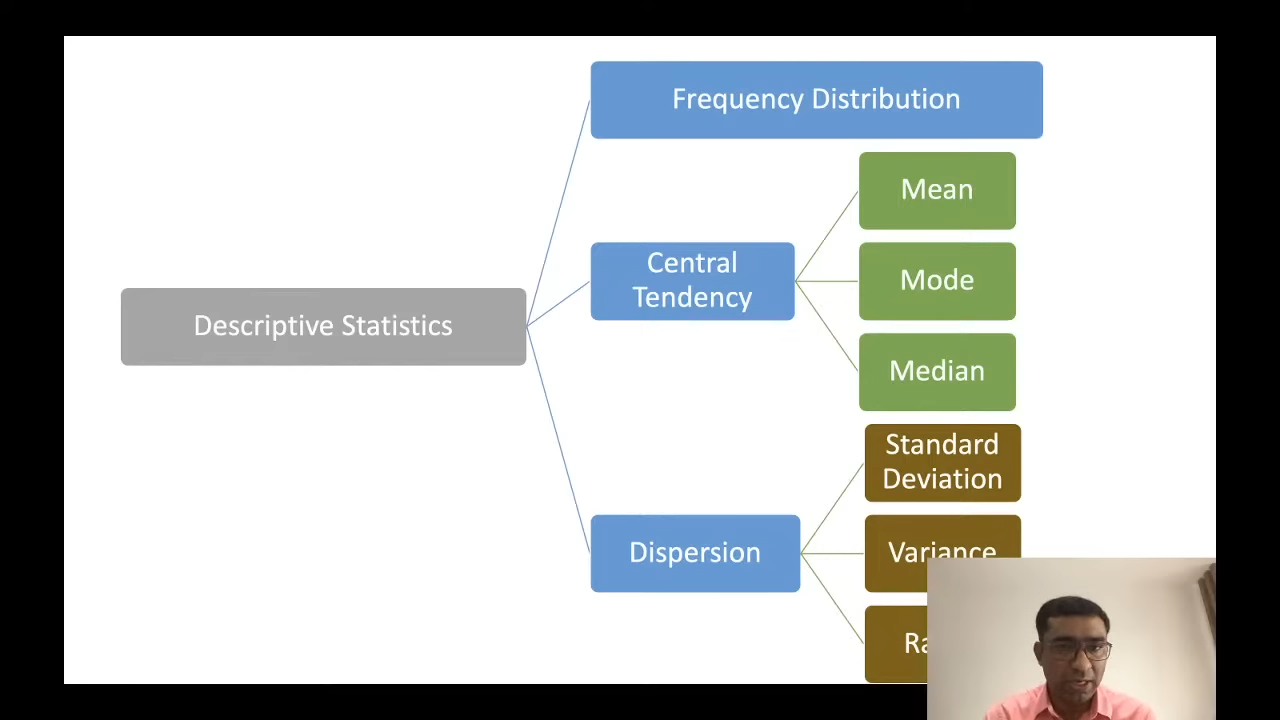 Frequency Distribution
Mean
Central
Tendency
Mode
Descriptive Statistics
Median
Standard
Deviation
Dispersion
Variance